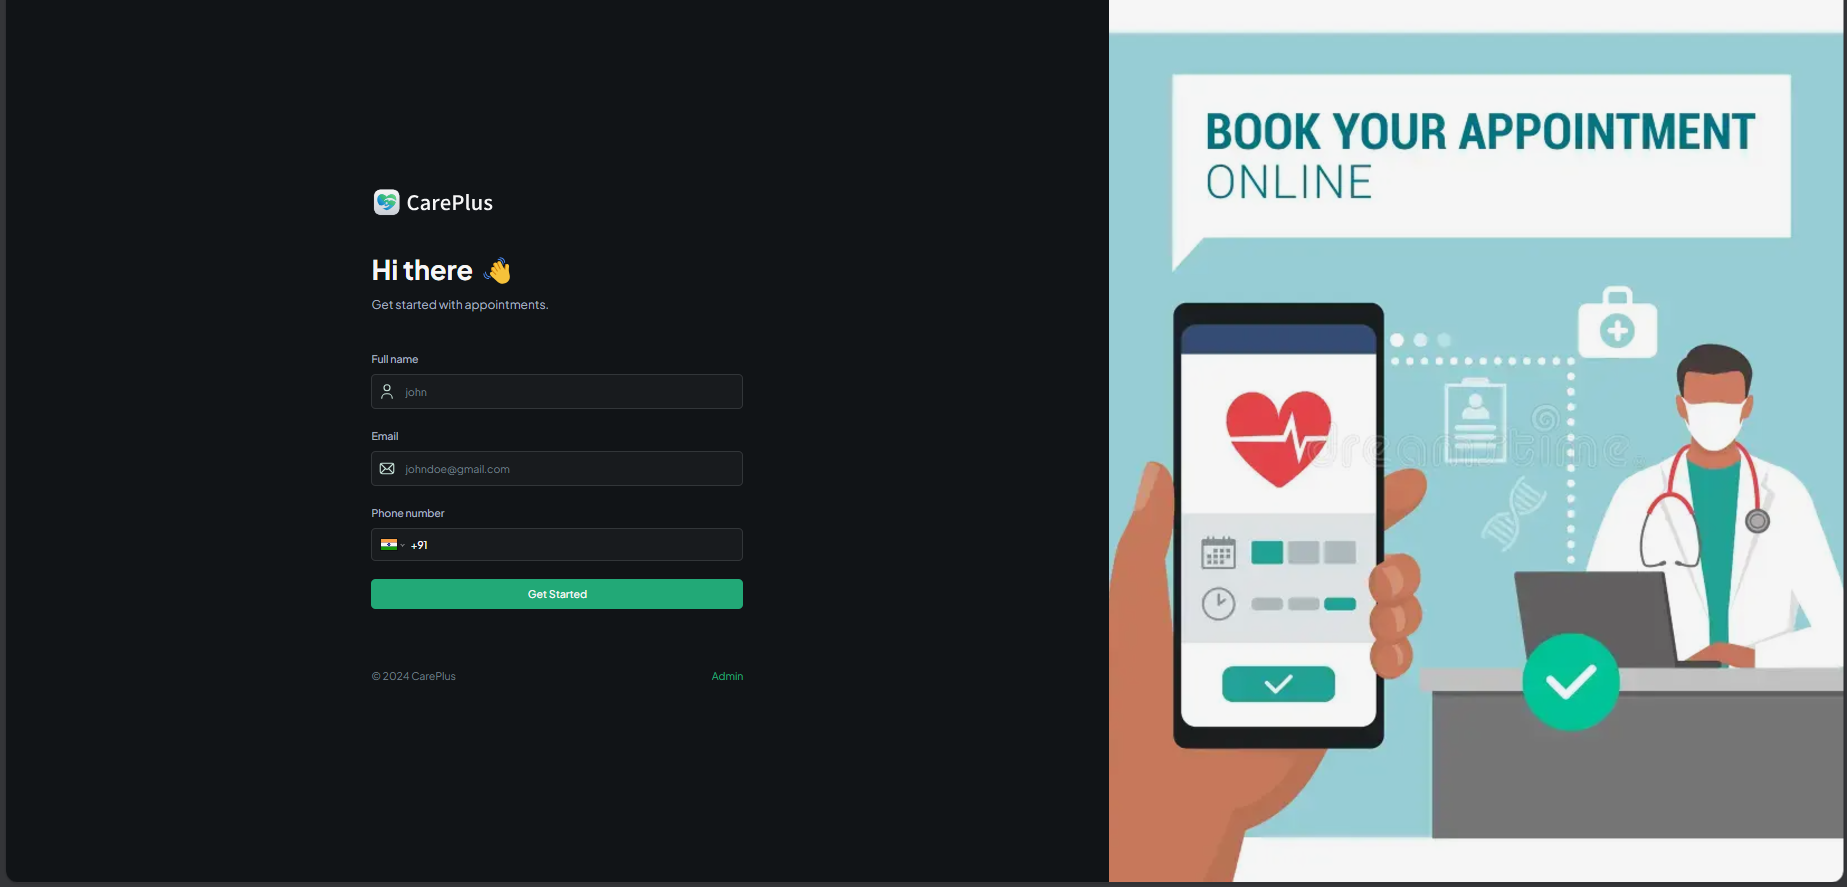 CarePlus
Hi there 👋
Get started with appointments.
Full name
john
Email
johndoe@gmail.com
Phone number
+91
Get Started
© 2024 CarePlus
Admin
BOOK YOUR APPOINTMENT
ONLINE
dreamstime